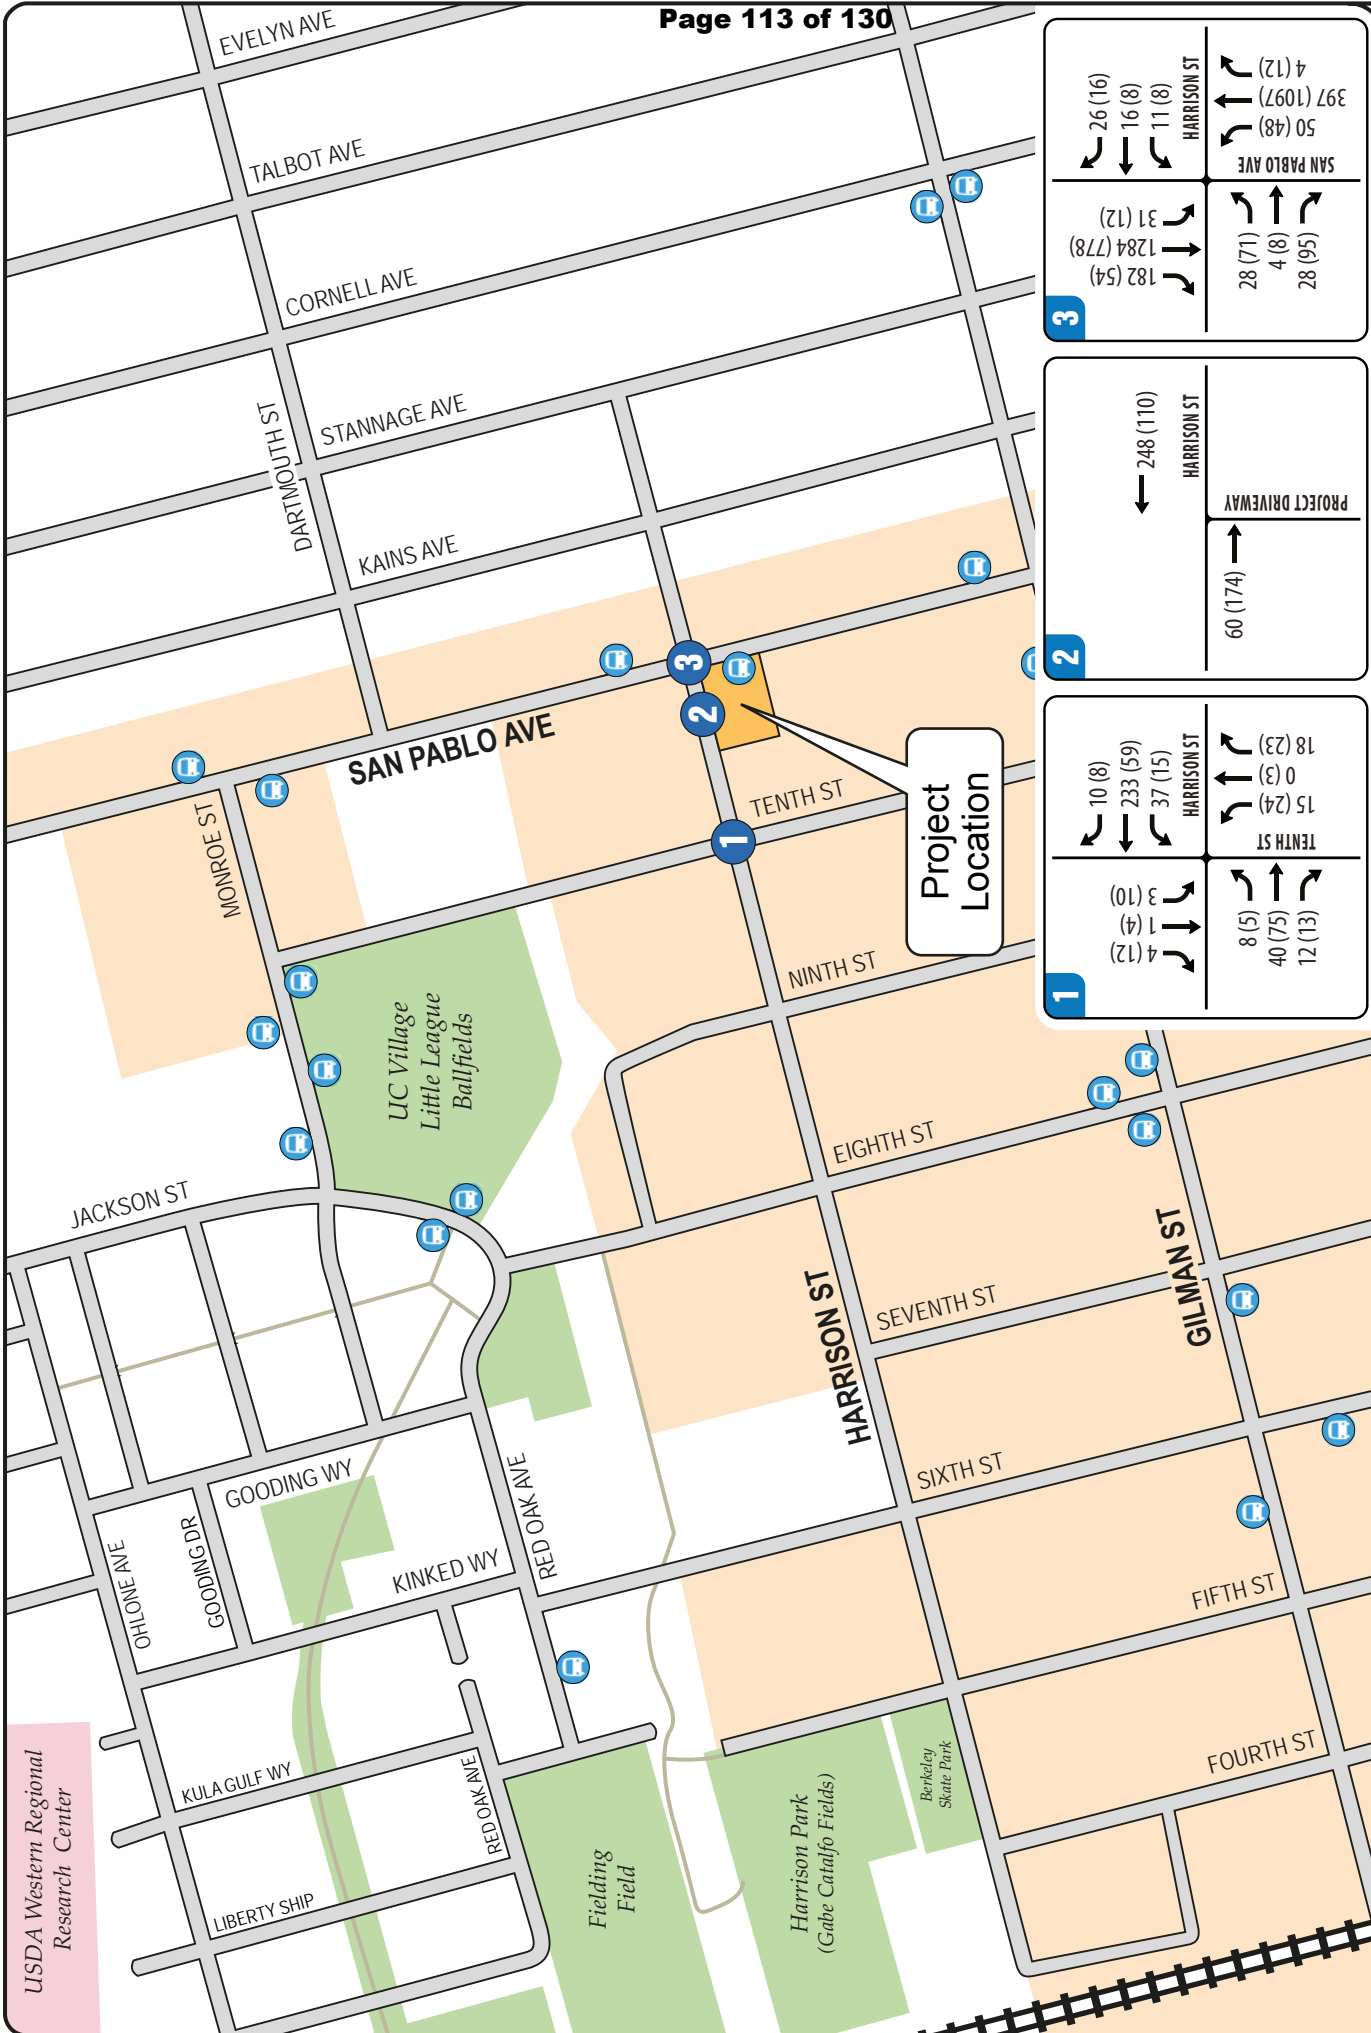 Page 113 of 130
EVELYN AVE
TALBOT AVE
CORNELL AVE
STANNAGE AVE
DARTMOUTH ST
KAINS AVE
SAN PABLO AVE
MONROE ST
TENTH ST
3
2
1
Project
Location
UC Village
Little League
Ballfields
NINTH ST
EIGHTH ST
JACKSON ST
SEVENTH ST
HARRISON ST
GILMAN ST
SIXTH ST
GOODING WY
RED OAK AVE
OHLONE AVE
GOODING DR
KINKED WY
FIFTH ST
FOURTH ST
USDA Western Regional
Research Center
KULA GULF WY
RED OAK AVE
LIBERTY SHIP
Fielding
Field
Harrison Park
(Gabe Catalfo Fields)
Berkeley
Skate Park
1
4 (12)
1 (4)
3 (10)
10 (8)
233 (59)
37 (15)
HARRISON ST
8 (5)
40 (75)
12 (13)
TENTH ST
15 (24)
0 (3)
18 (23)
2
248 (110)
HARRISON ST
60 (174)
PROJECT DRIVEWAY
3
182 (54)
1284 (778)
31 (12)
26 (16)
16 (8)
11 (8)
HARRISON ST
28 (71)
4 (8)
28 (95)
SAN PABLO AVE
50 (48)
397 (1097)
4 (12)